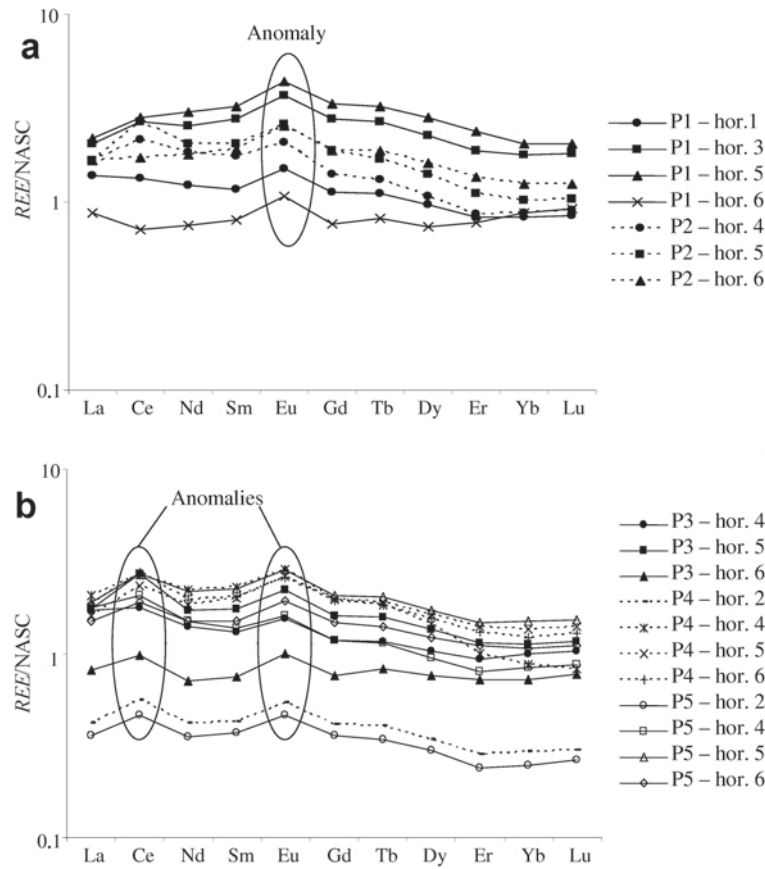 a
10
Anomaly
REE/NASC
1
0.1
La Ce Nd Sm Eu Gd Tb Dy Er Yb Lu
P1 – hor.1
P1 – hor. 3
P1 – hor. 5
P1 – hor. 6
P2 – hor. 4
P2 – hor. 5
P2 – hor. 6
b
10
Anomalies
REE/NASC
1
0.1
La Ce Nd Sm Eu Gd Tb Dy Er Yb Lu
P3 – hor. 4
P3 – hor. 5
P3 – hor. 6
P4 – hor. 2
P4 – hor. 4
P4 – hor. 5
P4 – hor. 6
P5 – hor. 2
P5 – hor. 4
P5 – hor. 5
P5 – hor. 6